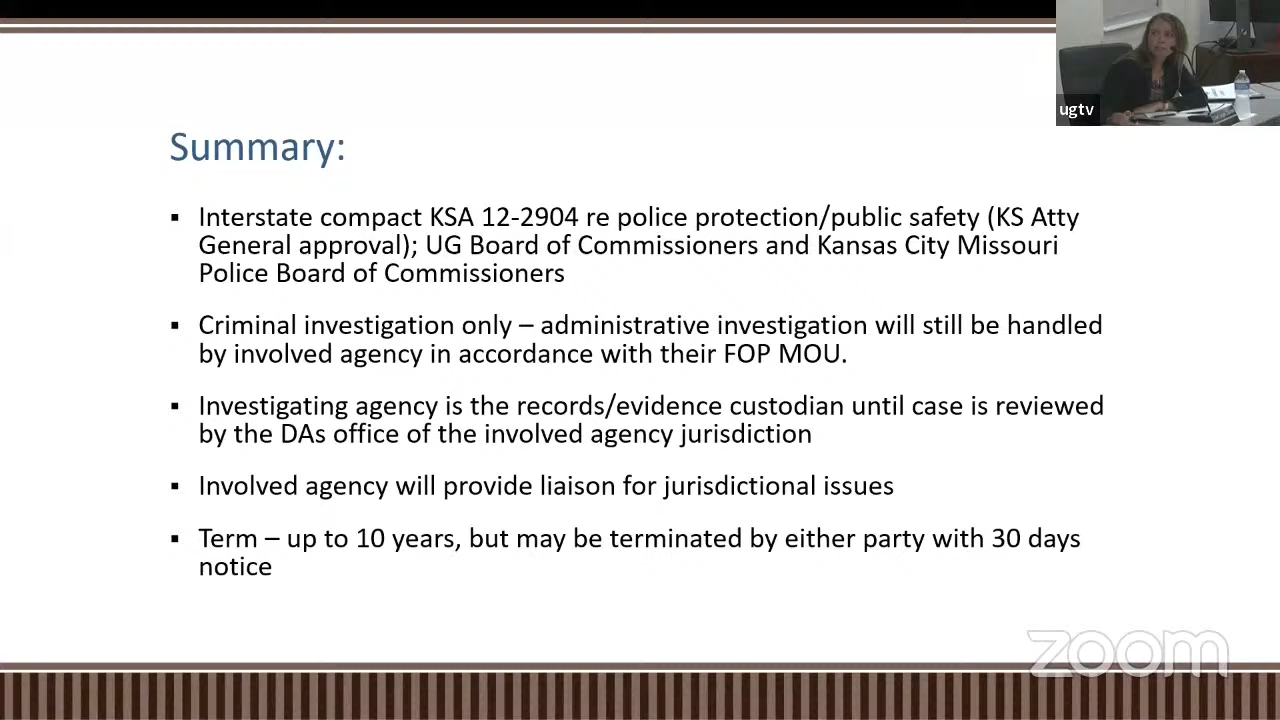 ugtv
Summary:
▪ Interstate compact KSA 12-2904 re police protection/public safety (KS Atty
General approval); UG Board of Commissioners and Kansas City Missouri
Police Board of Commissioners
▪ Criminal investigation only – administrative investigation will still be handled
by involved agency in accordance with their FOP MOU.
▪ Investigating agency is the records/evidence custodian until case is reviewed
by the DAs office of the involved agency jurisdiction
▪ Involved agency will provide liaison for jurisdictional issues
▪ Term – up to 10 years, but may be terminated by either party with 30 days
notice
zoom